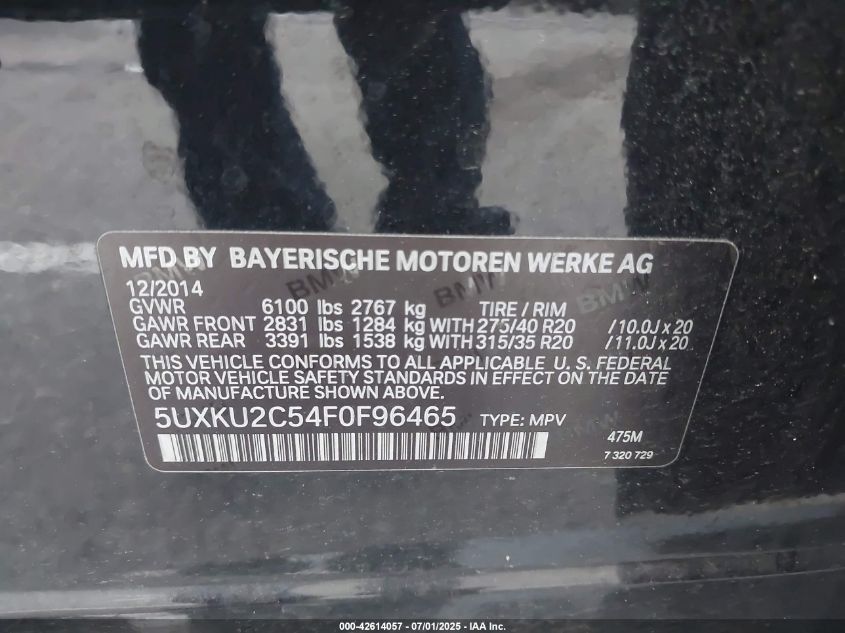 MFD BY BAYERISCHE MOTOREN WERKE AG
12/2014
GVWR 6100 lbs 2767 kg TIRE / RIM
GAWR FRONT 2831 lbs 1284 kg WITH 275/40 R20 /10.0J x 20
GAWR REAR 3391 lbs 1538 kg WITH 315/35 R20 /11.0J x 20
THIS VEHICLE CONFORMS TO ALL APPLICABLE U. S. FEDERAL
MOTOR VEHICLE SAFETY STANDARDS IN EFFECT ON THE DATE
OF MANUFACTURE SHOWN ABOVE.
5UXKU2C54F0F96465 TYPE: MPV
475M
7 320 729
000-42614057 - 07/01/2025 - IAA Inc.